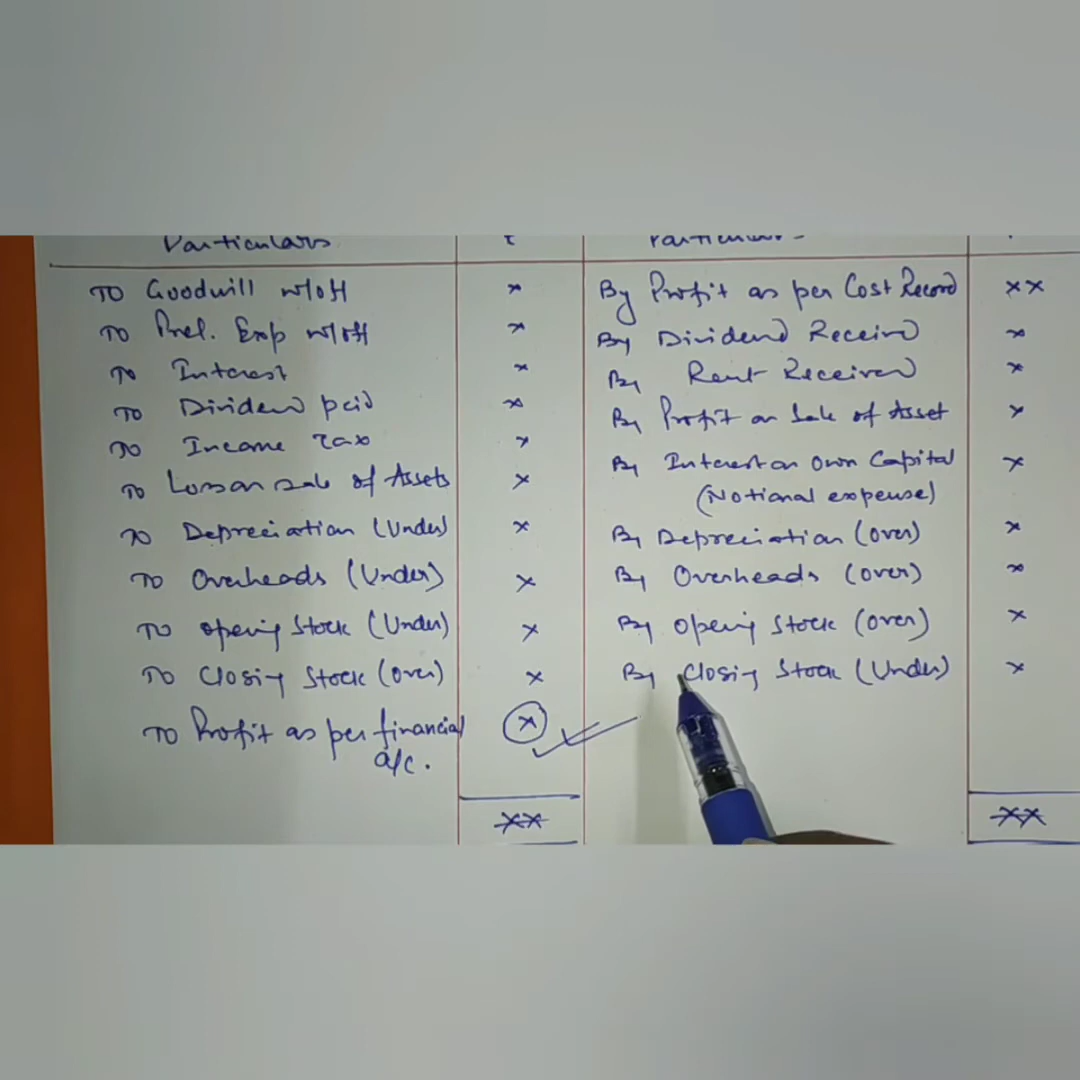 Particulars ₹ Particulars
To Goodwill w/off × By Profit as per Cost Record ××
To Prel. Exp w/off × By Dividend Receive ×
To Interest × By Rent Received ×
To Dividend paid × By Profit on Sale of Asset ×
To Income Tax × By Interest on Own Capital ×
(Notional expense)
To Loss on sale of Assets ×
To Depreciation (Under) × By Depreciation (Over) ×
To Overheads (Under) × By Overheads (over) ×
To Opening Stock (Under) × By Opening Stock (over) ×
To Closing Stock (Over) × By Closing Stock (Under) ×
To Profit as per financial ×
a/c.
×× ××